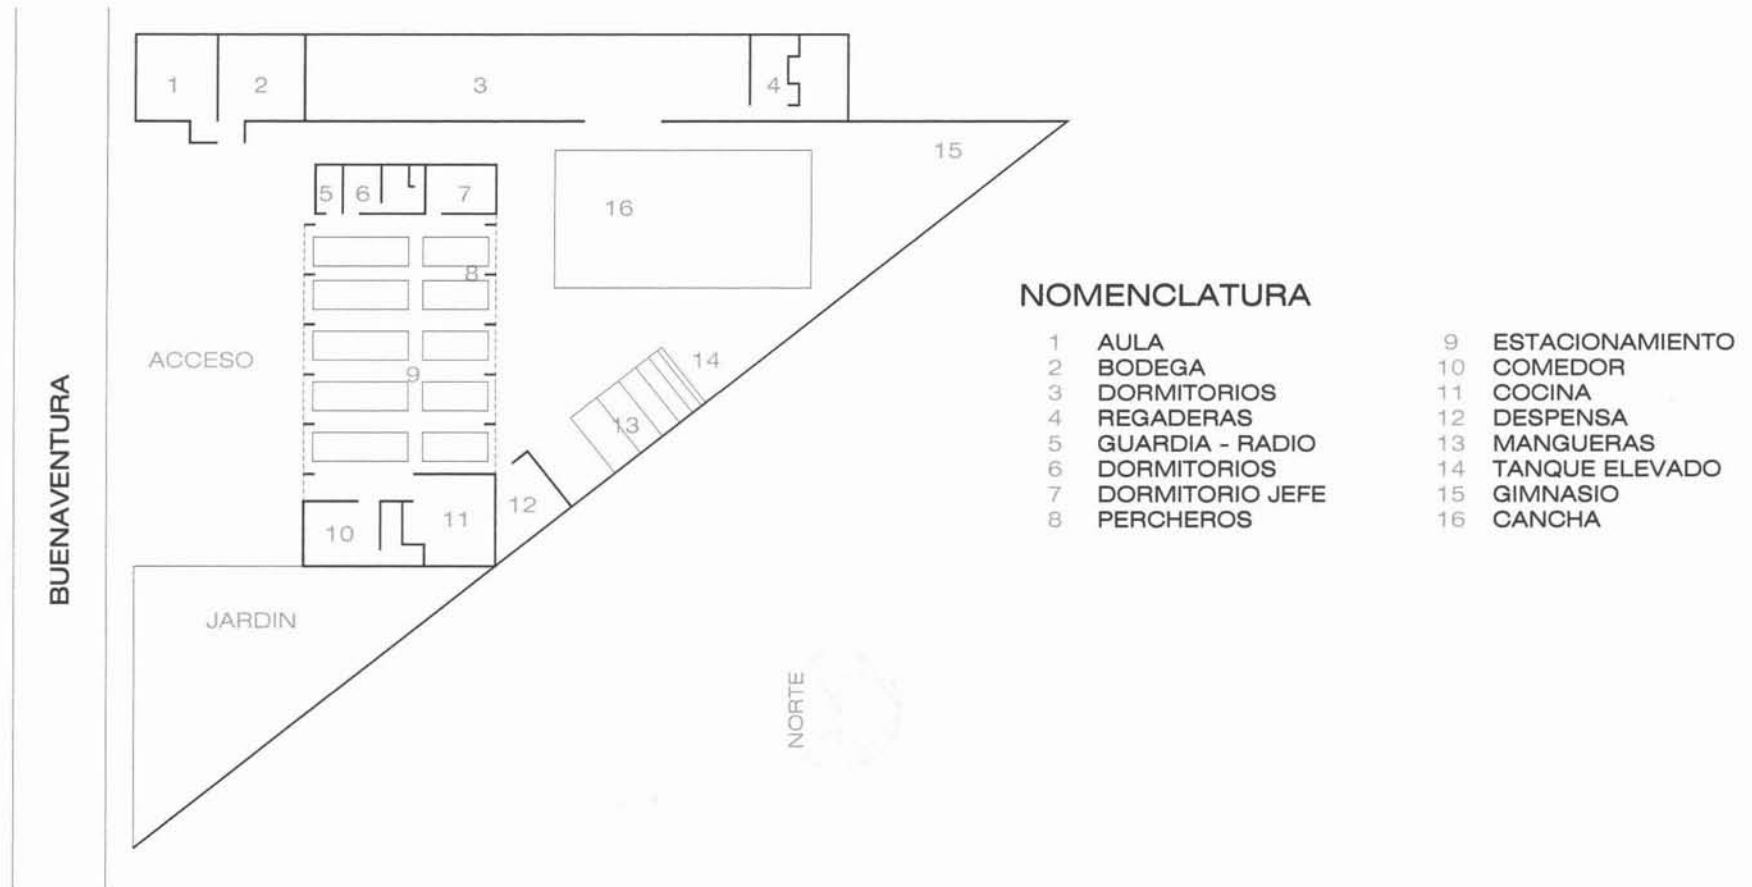 1
2
3
4
15
5
6
7
16
8
ACCESO
9
14
13
12
11
10
JARDIN
BUENAVENTURA
NORTE
NOMENCLATURA
1 AULA
2 BODEGA
3 DORMITORIOS
4 REGADERAS
5 GUARDIA - RADIO
6 DORMITORIOS
7 DORMITORIO JEFE
8 PERCHEROS
9 ESTACIONAMIENTO
10 COMEDOR
11 COCINA
12 DESPENSA
13 MANGUERAS
14 TANQUE ELEVADO
15 GIMNASIO
16 CANCHA